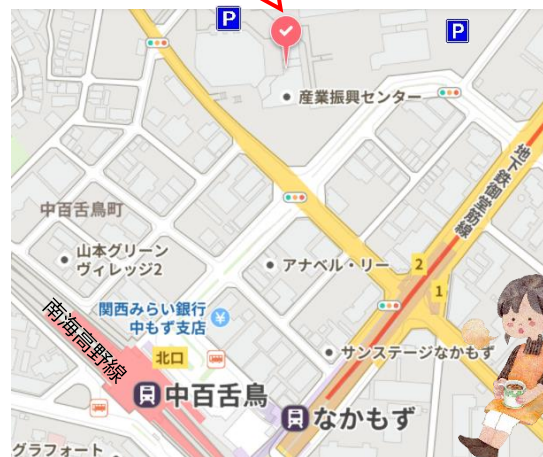 P
P
産業振興センター
地下鉄御堂筋線
中百舌鳥町
山本グリーン
ヴィレッジ2
アナベル・リー
2
1
関西みらい銀行
中もず支店
南海高野線
北口
サンステージなかもず
中百舌鳥
なかもず
グラフォート